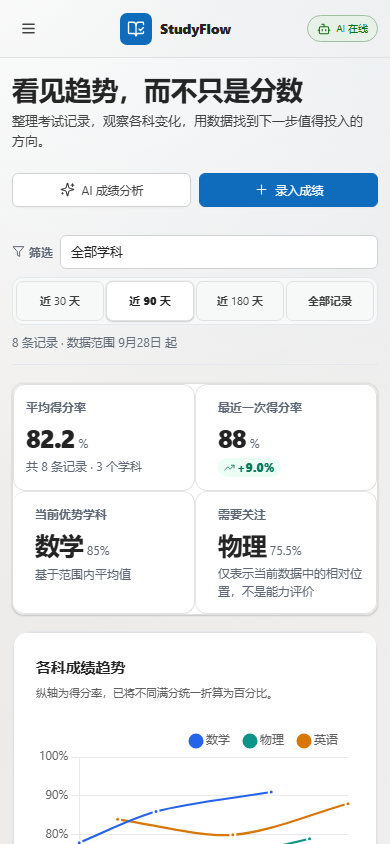 StudyFlow
AI 在线
看见趋势，而不只是分数
整理考试记录，观察各科变化，用数据找到下一步值得投入的
方向。
AI 成绩分析
录入成绩
筛选
全部学科
近 30 天
近 90 天
近 180 天
全部记录
8 条记录 · 数据范围 9月28日 起
平均得分率
82.2 %
共 8 条记录 · 3 个学科
最近一次得分率
88 %
+9.0%
当前优势学科
数学 85%
基于范围内平均值
需要关注
物理 75.5%
仅表示当前数据中的相对位
置，不是能力评价
各科成绩趋势
纵轴为得分率，已将不同满分统一折算为百分比。
数学
物理
英语
100%
90%
80%